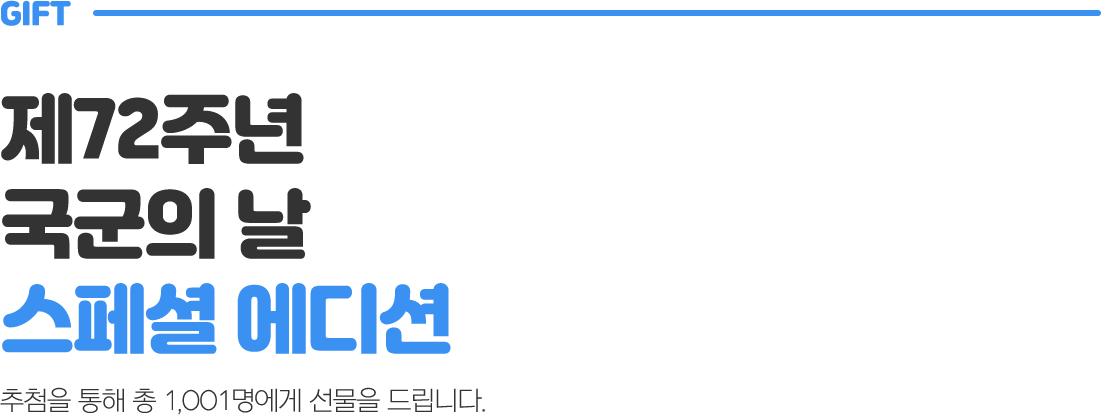 GIFT
제72주년
국군의 날
스페셜 에디션
추첨을 통해 총 1,001명에게 선물을 드립니다.